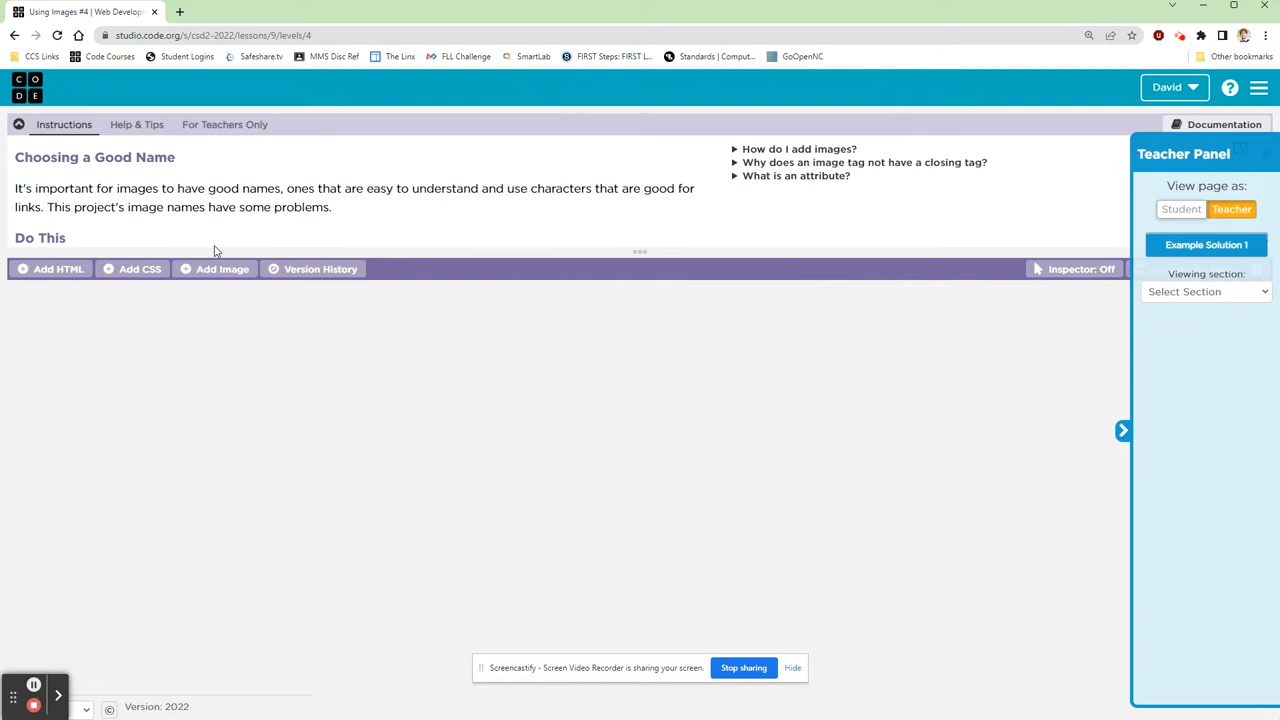 Using Images #4 | Web Develop
studio.code.org/s/csd2-2022/lessons/9/levels/4
CCS Links
Code Courses
Student Logins
Safeshare.tv
MMS Disc Ref
The Linx
FLL Challenge
SmartLab
FIRST Steps: FIRST L...
Standards | Comput...
GoOpenNC
Other bookmarks
C O
D E
David
Instructions
Help & Tips
For Teachers Only
Documentation
Choosing a Good Name
It's important for images to have good names, ones that are easy to understand and use characters that are good for
links. This project's image names have some problems.
Do This
How do I add images?
Why does an image tag not have a closing tag?
What is an attribute?
Add HTML
Add CSS
Add Image
Version History
Inspector: Off
Teacher Panel
View page as:
Student
Teacher
Example Solution 1
Viewing section:
Select Section
Screencastify - Screen Video Recorder is sharing your screen.
Stop sharing
Hide
©
Version: 2022